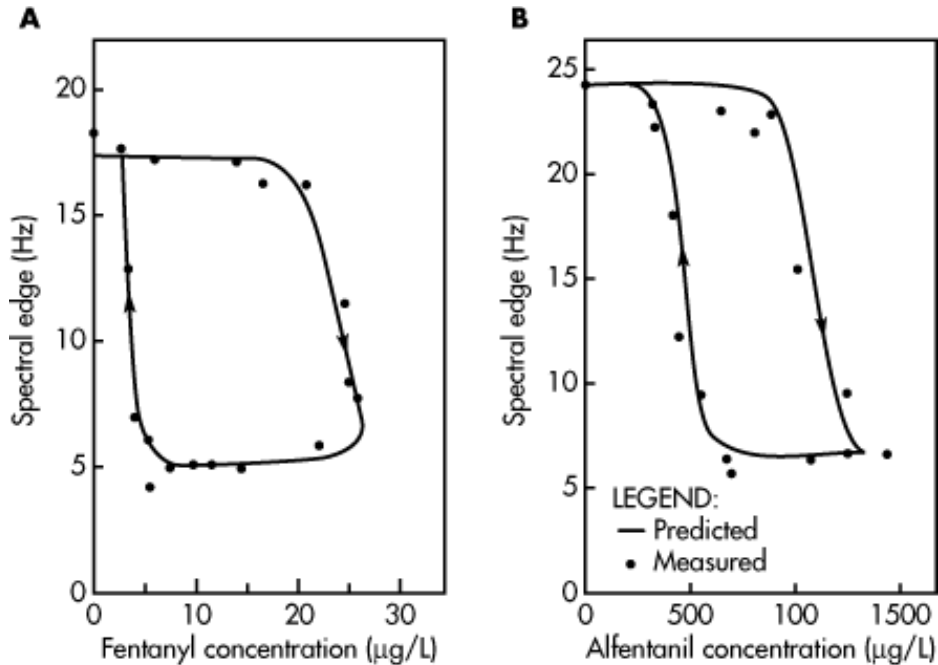 A
Spectral edge (Hz)
20
15
10
5
0
0
10
20
30
Fentanyl concentration (μg/L)
B
Spectral edge (Hz)
25
20
15
10
5
0
LEGEND:
Predicted
Measured
0
500
100
1500
Alfentanil concentration (μg/L)